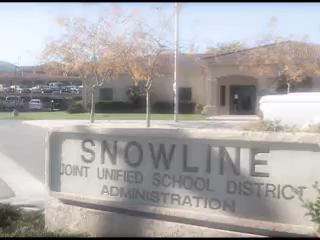 SNOWLINE
JOINT UNIFIED SCHOOL DISTRICT
ADMINISTRATION